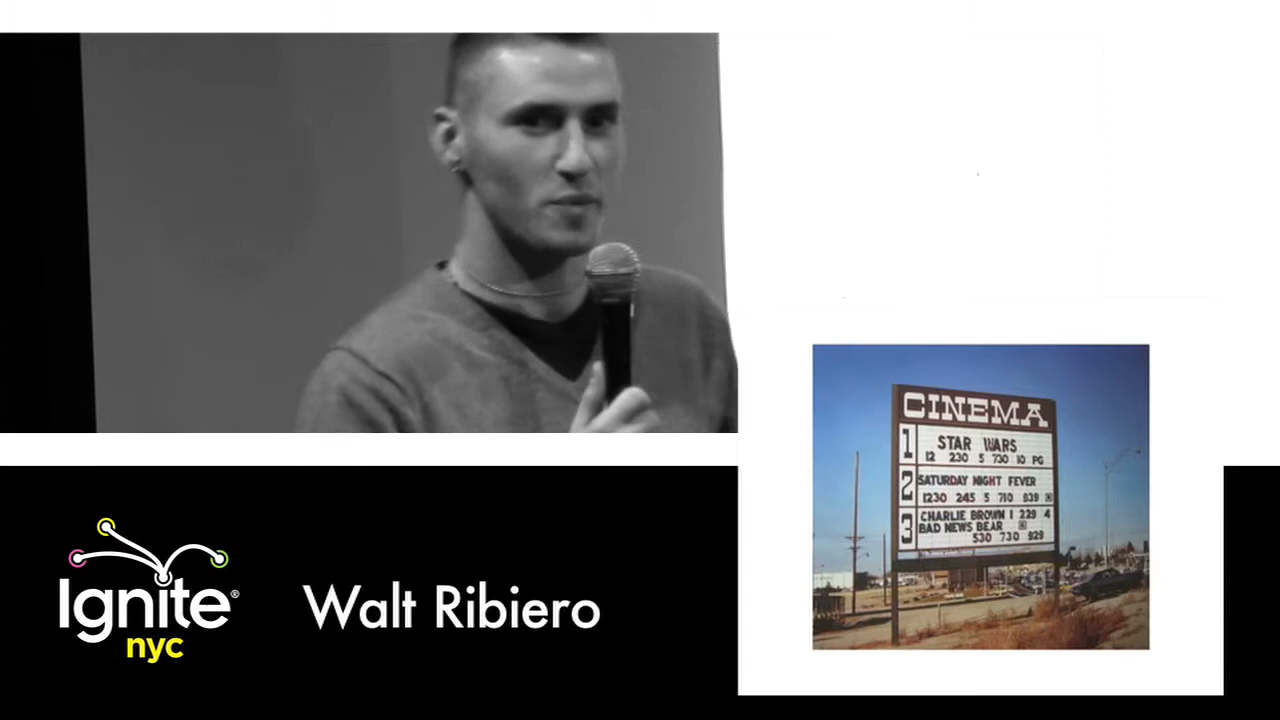 CINEMA
1 STAR WARS
12 230 5 730 10 PG
2 SATURDAY NIGHT FEVER
1230 245 5 710 939 R
3 CHARLIE BROWN 1 229 4
BAD NEWS BEAR
530 730 929
Ignite®
nyc
Walt Ribiero